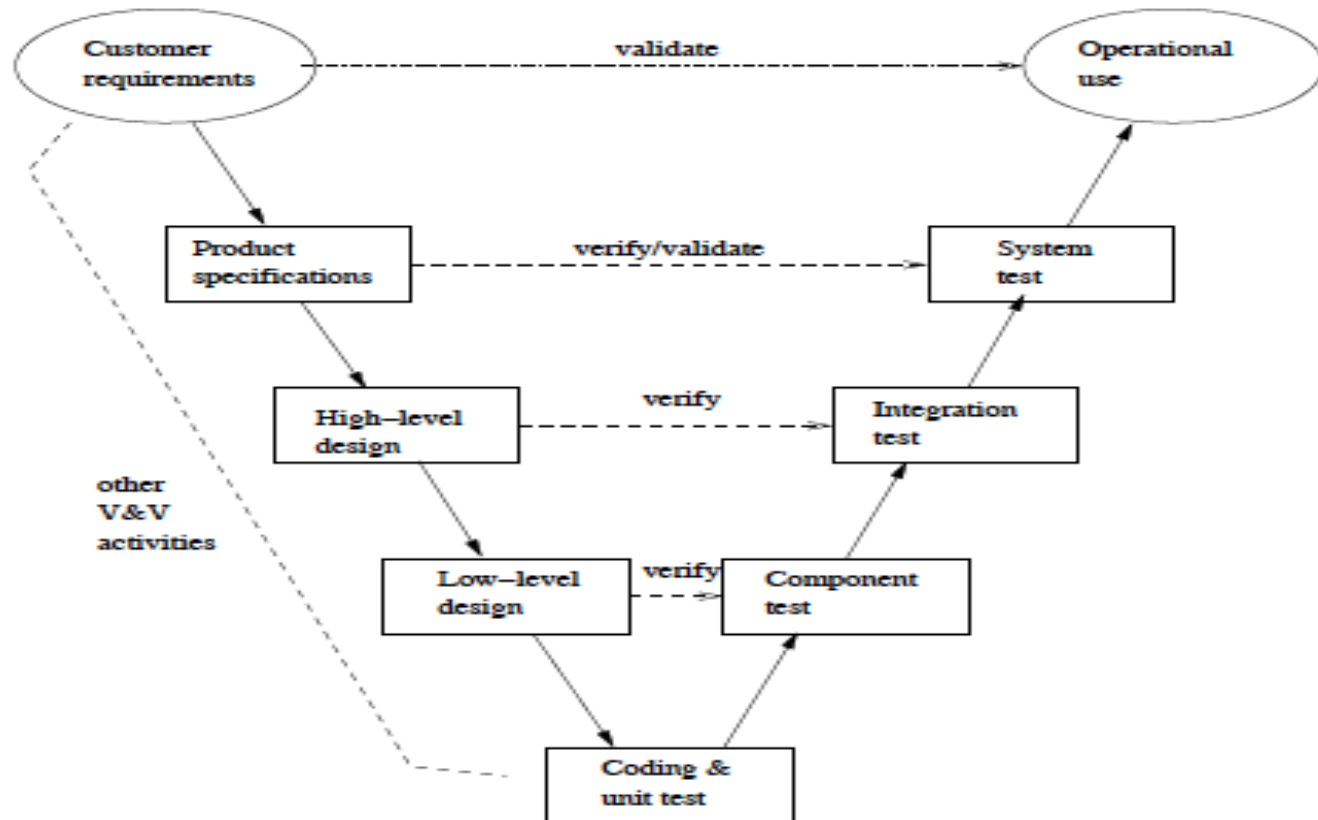 Customer
requirements
validate
Operational
use
Product
specifications
verify/validate
System
test
High–level
design
verify
Integration
test
other
V&V
activities
Low–level
design
verify
Component
test
Coding &
unit test